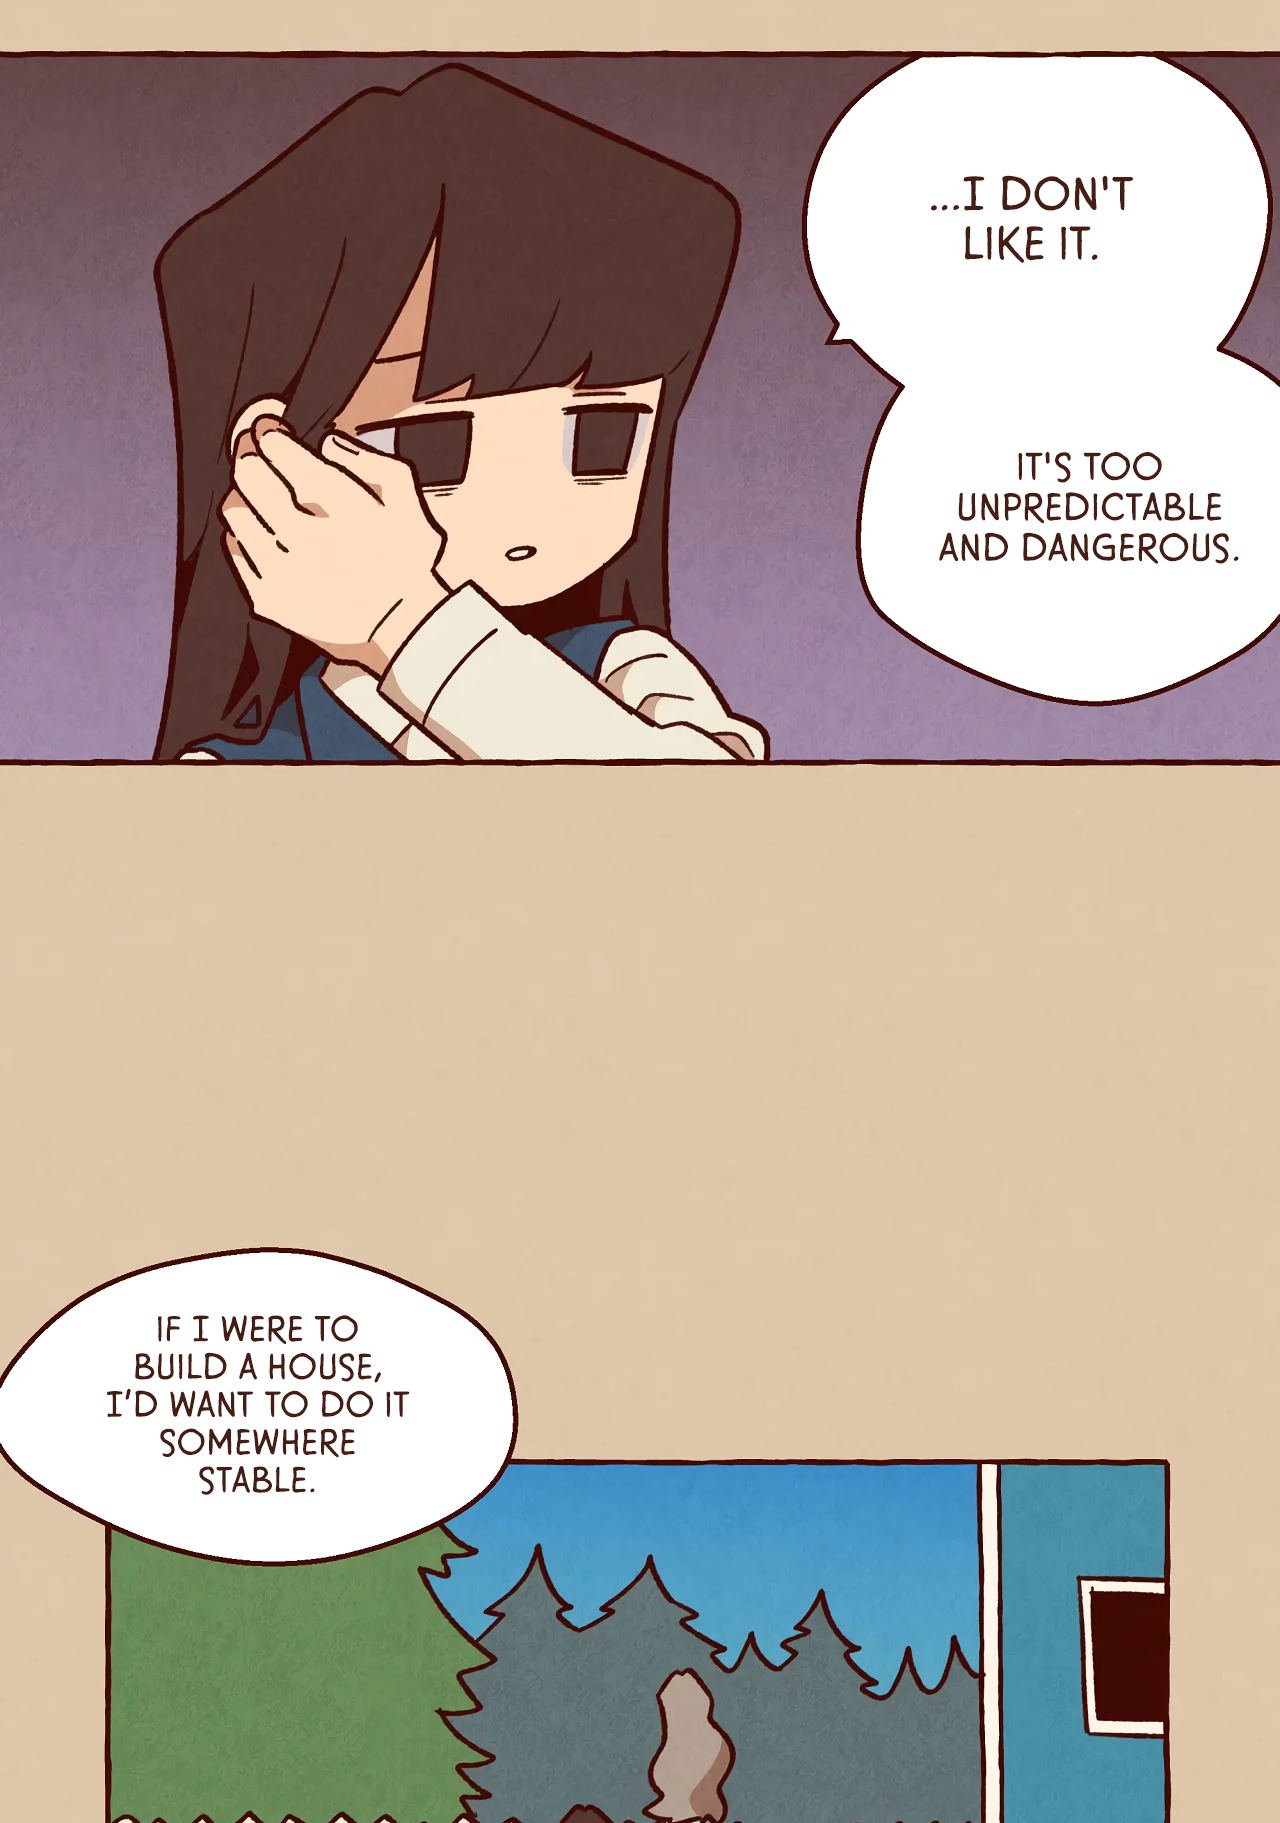 ...I DON'T
LIKE IT.
IT'S TOO
UNPREDICTABLE
AND DANGEROUS.
IF I WERE TO
BUILD A HOUSE,
I'D WANT TO DO IT
SOMEWHERE
STABLE.